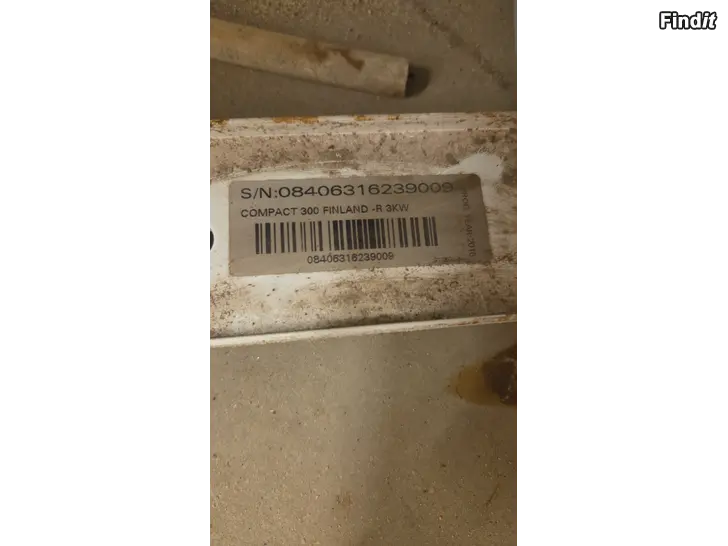 Findit
S/N:08406316239009
COMPACT 300 FINLAND -R 3KW
08406316239009